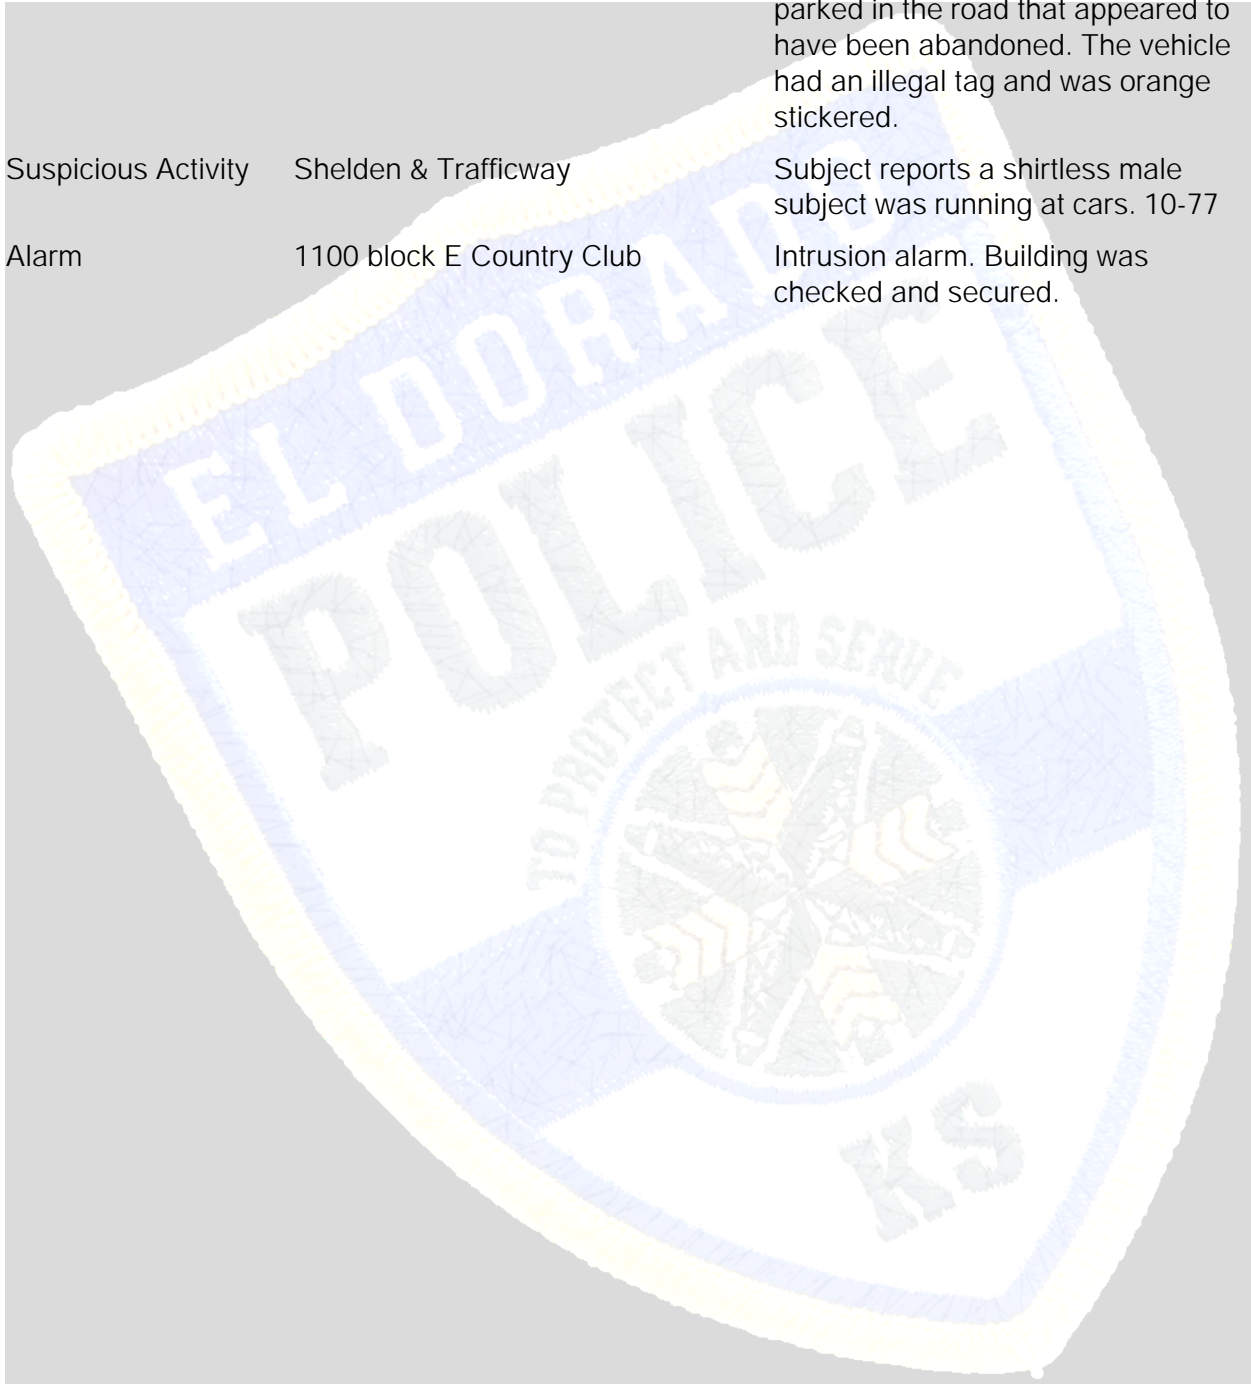 parked in the road that appeared to
have been abandoned. The vehicle
had an illegal tag and was orange
stickered.
Suspicious Activity Shelden & Trafficway Subject reports a shirtless male
subject was running at cars. 10-77
Alarm 1100 block E Country Club Intrusion alarm. Building was
checked and secured.
EL DORADO
POLICE
TO PROTECT AND SERVE
KS